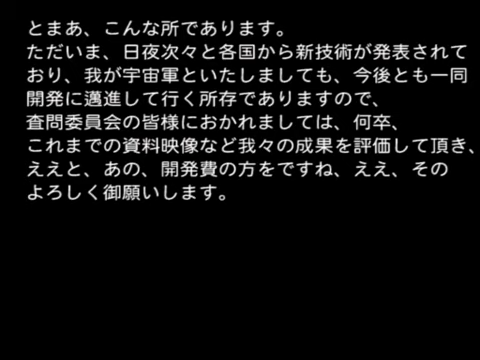 とまあ、こんな所であります。
ただいま、日夜次々と各国から新技術が発表されて
おり、我が宇宙軍といたしましても、今後とも一同
開発に邁進して行く所存でありますので、
査問委員会の皆様におかれましては、何卒、
これまでの資料映像など我々の成果を評価して頂き、
ええと、あの、開発費の方をですね、ええ、その
よろしく御願いします。